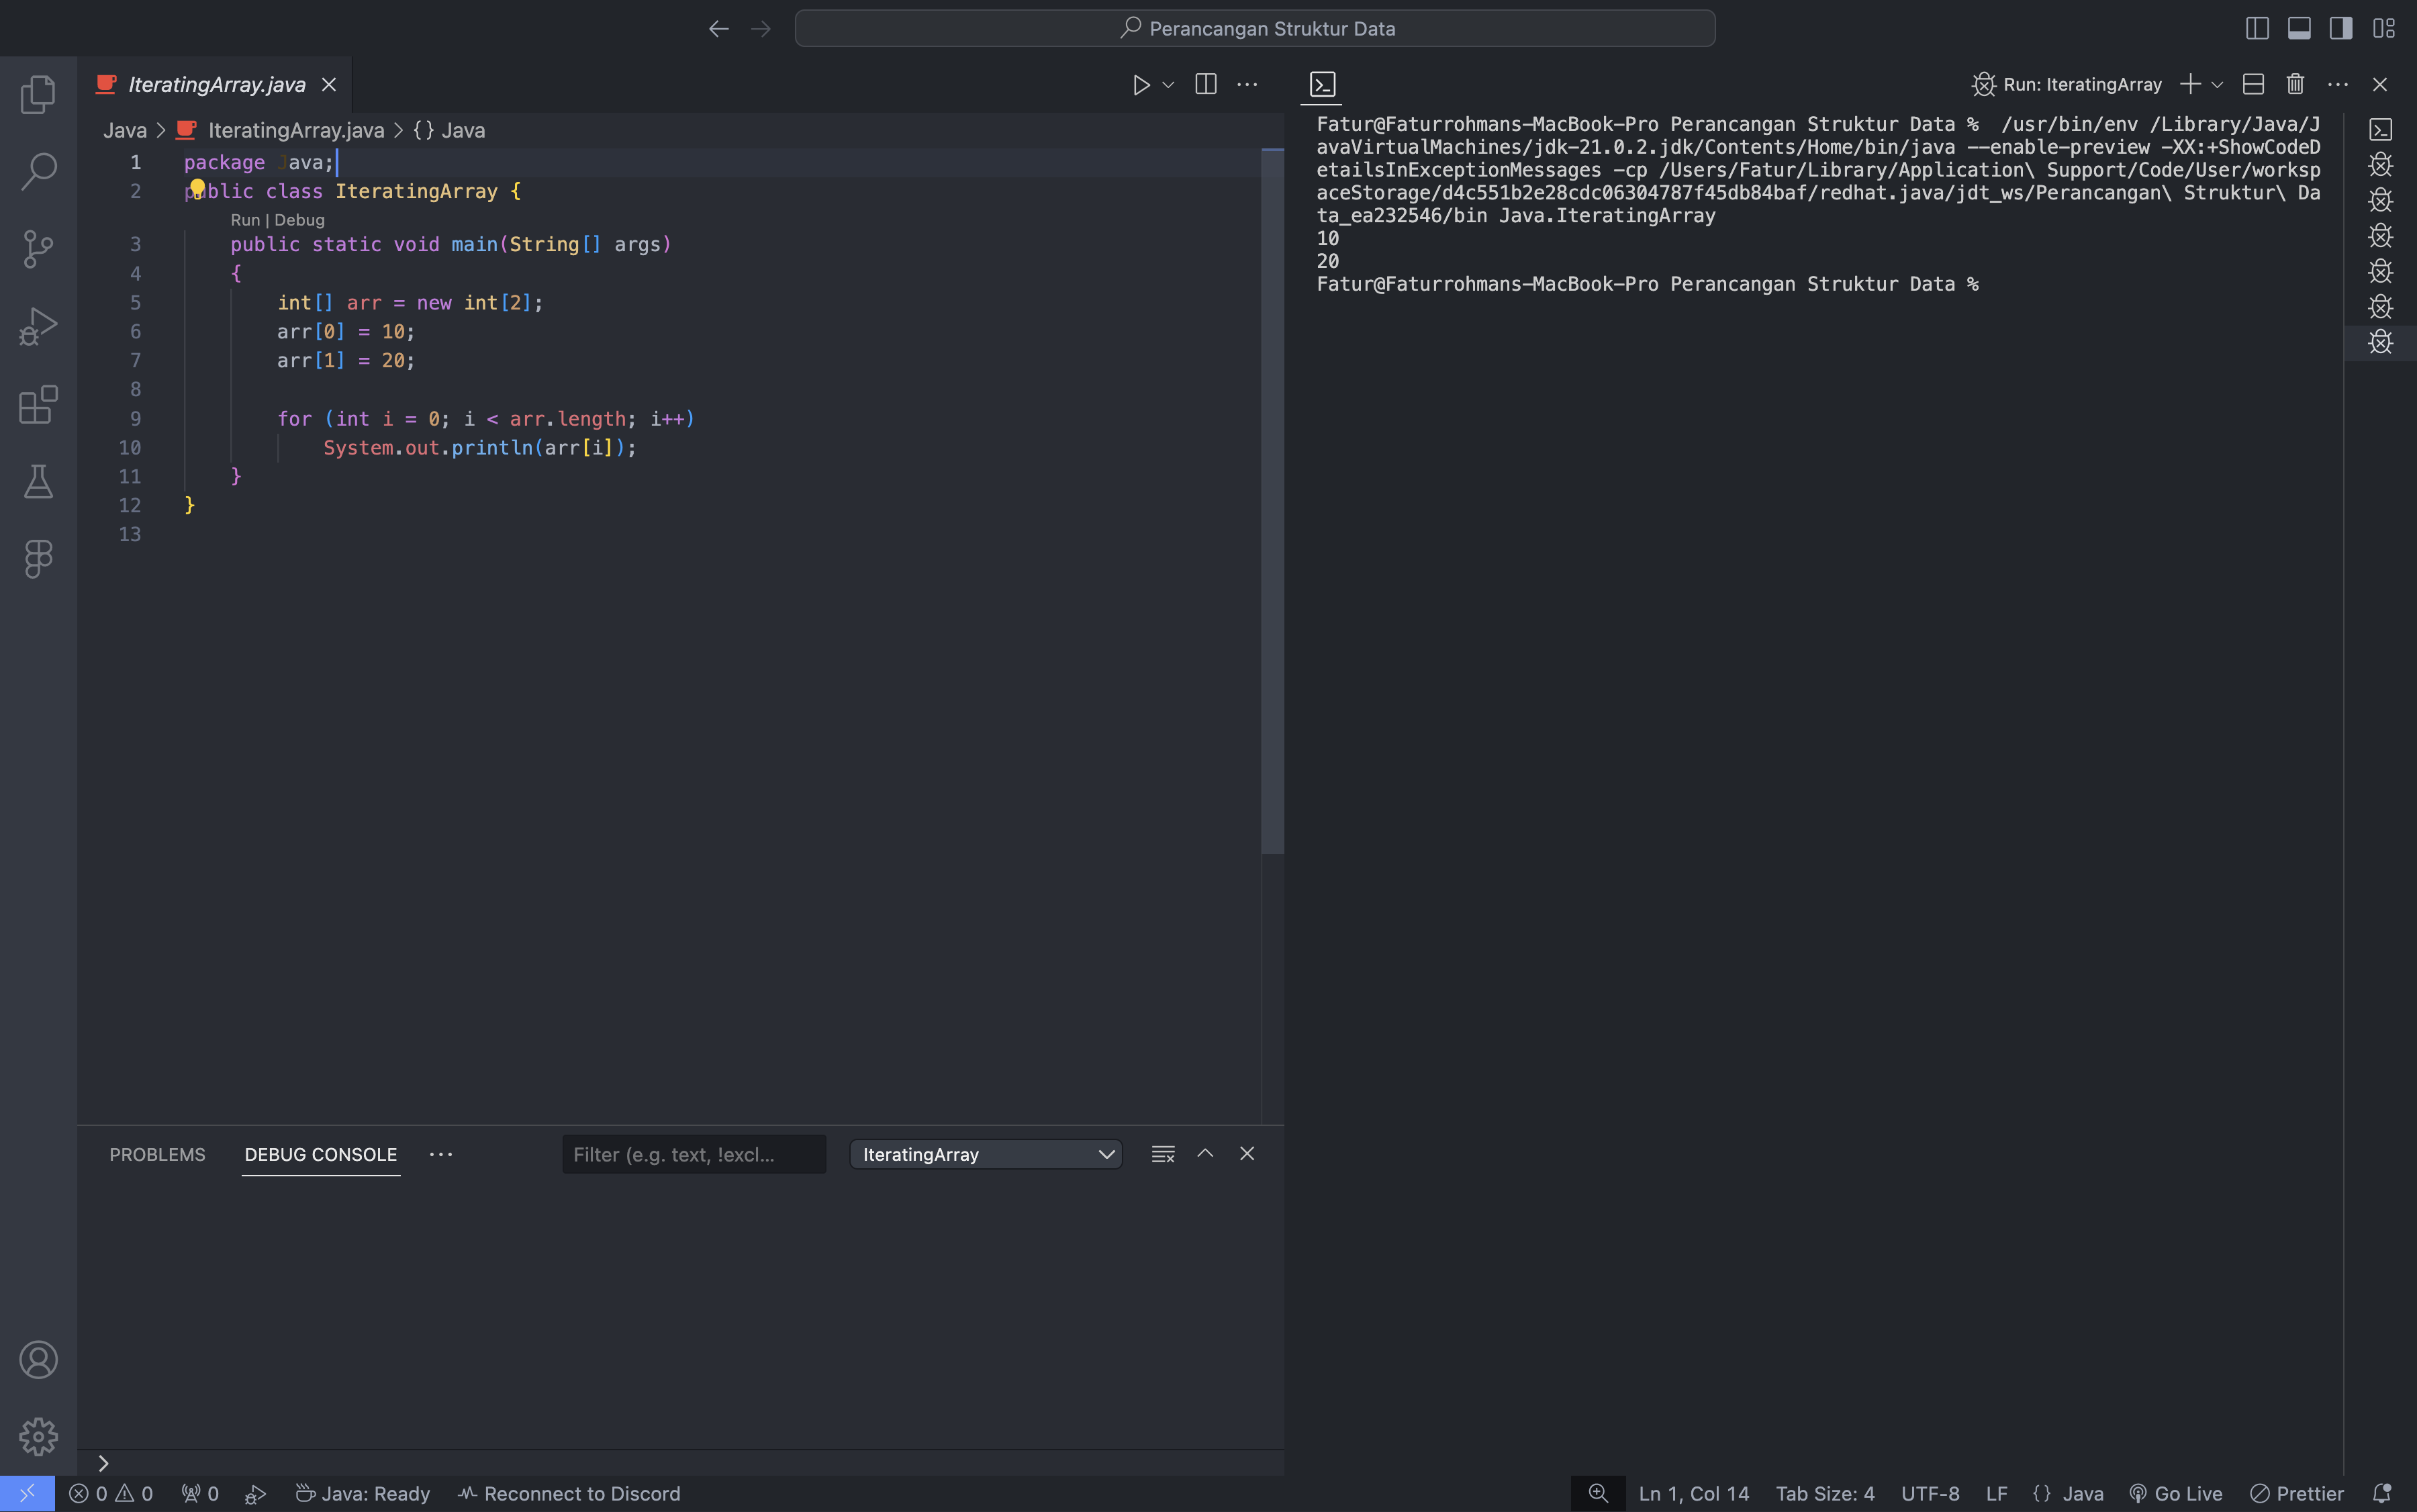 Perancangan Struktur Data
IteratingArray.java
Java > IteratingArray.java > {} Java
1 package Java;
2 public class IteratingArray {
Run | Debug
3 public static void main(String[] args)
4 {
5 int[] arr = new int[2];
6 arr[0] = 10;
7 arr[1] = 20;
8
9 for (int i = 0; i < arr.length; i++)
10 System.out.println(arr[i]);
11 }
12 }
13
PROBLEMS DEBUG CONSOLE
Filter (e.g. text, !excl...
IteratingArray
Run: IteratingArray
Fatur@Faturrohmans-MacBook-Pro Perancangan Struktur Data % /usr/bin/env /Library/Java/J
avaVirtualMachines/jdk-21.0.2.jdk/Contents/Home/bin/java --enable-preview -XX:+ShowCodeD
etailsInExceptionMessages -cp /Users/Fatur/Library/Application\ Support/Code/User/worksp
aceStorage/d4c551b2e28cdc06304787f45db84baf/redhat.java/jdt_ws/Perancangan\ Struktur\ Da
ta_ea232546/bin Java.IteratingArray
10
20
Fatur@Faturrohmans-MacBook-Pro Perancangan Struktur Data %
0 0 0 Java: Ready Reconnect to Discord
Ln 1, Col 14 Tab Size: 4 UTF-8 LF {} Java Go Live Prettier